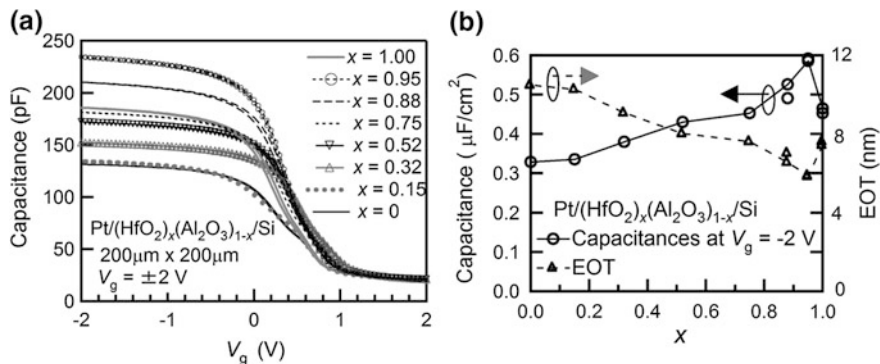 (a)
250
200
150
100
50
0
Capacitance (pF)
x = 1.00
x = 0.95
x = 0.88
x = 0.75
x = 0.52
x = 0.32
x = 0.15
x = 0
Pt/(HfO₂)ₓ(Al₂O₃)₁₋ₓ/Si
200μm x 200μm
V_g = ±2 V
-2 -1 0 1 2
V_g (V)
(b)
0.6
0.5
0.4
0.3
0.2
0.1
0.0
Capacitance ( μF/cm²)
12
8
4
0
EOT (nm)
Pt/(HfO₂)ₓ(Al₂O₃)₁₋ₓ/Si
Capacitances at V_g = -2 V
EOT
0.0 0.2 0.4 0.6 0.8 1.0
x